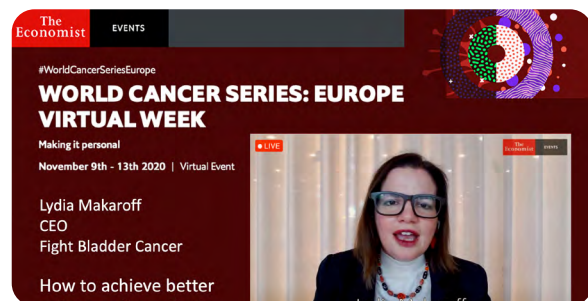 The
Economist
EVENTS
#WorldCancerSeriesEurope
WORLD CANCER SERIES: EUROPE
VIRTUAL WEEK
Making it personal
November 9th - 13th 2020 | Virtual Event
LIVE
The
Economist
EVENTS
Lydia Makaroff
CEO
Fight Bladder Cancer
How to achieve better